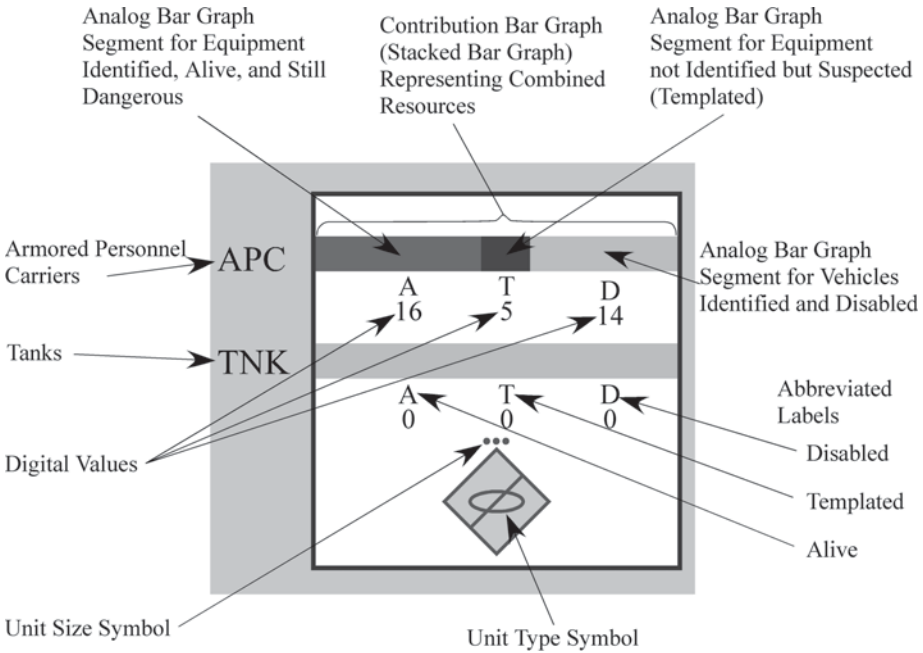 Analog Bar Graph
Segment for Equipment
Identified, Alive, and Still
Dangerous
Contribution Bar Graph
(Stacked Bar Graph)
Representing Combined
Resources
Analog Bar Graph
Segment for Equipment
not Identified but Suspected
(Templated)
Armored Personnel
Carriers
APC
Analog Bar Graph
Segment for Vehicles
Identified and Disabled
A T D
16 5 14
Tanks
TNK
A T D
0 0 0
Abbreviated
Labels
Disabled
Digital Values
Templated
Alive
Unit Size Symbol
Unit Type Symbol